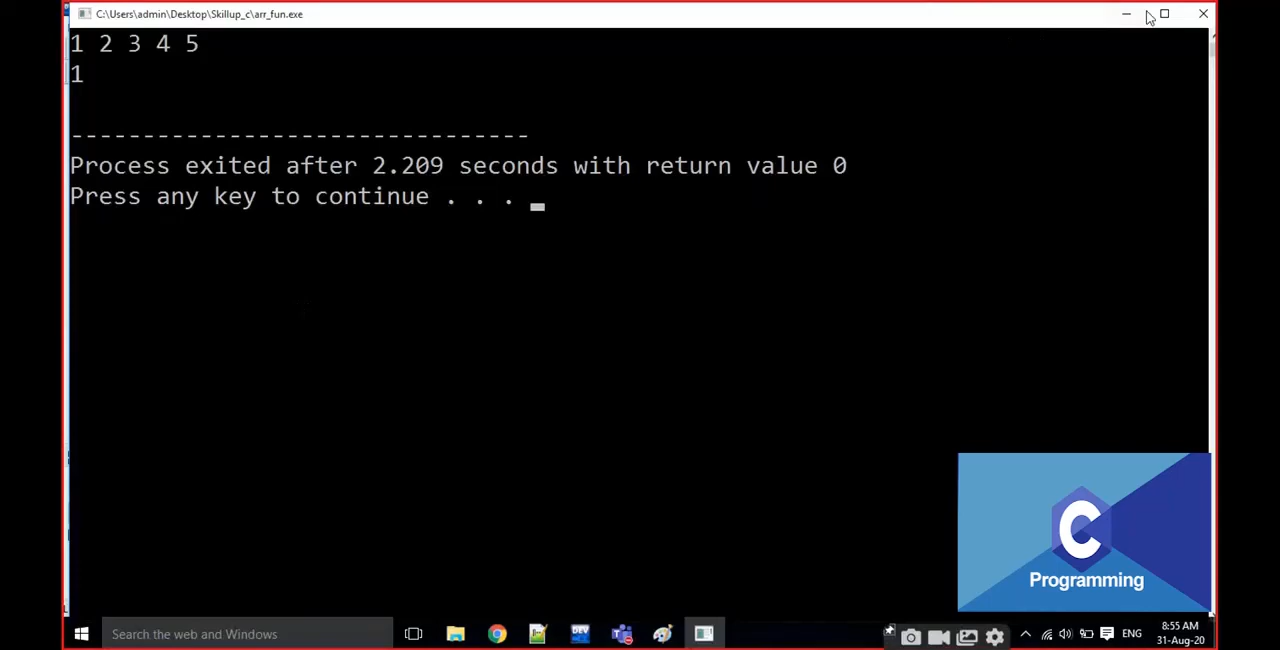 C:\Users\admin\Desktop\Skillup_c\arr_fun.exe
1 2 3 4 5
1
--------------------------------
Process exited after 2.209 seconds with return value 0
Press any key to continue . . .
C
Programming
Search the web and Windows
DEV
ENG
8:55 AM
31-Aug-20